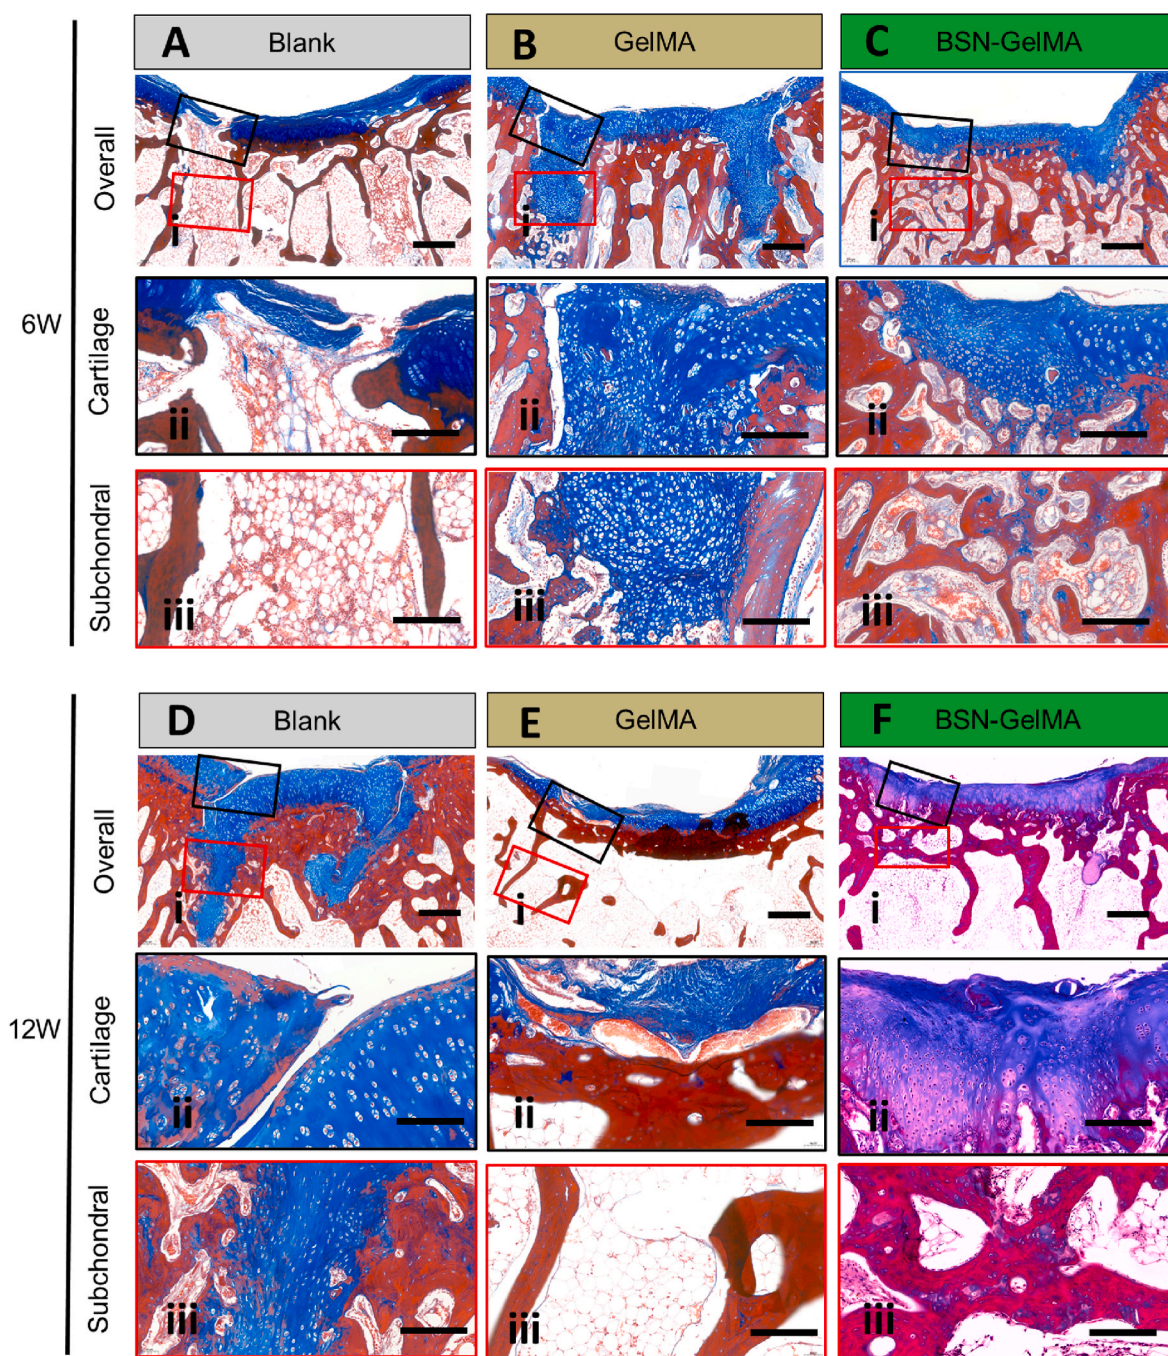 A Blank
B GelMA
C BSN-GelMA
6W
Overall
i
i
i
Cartilage
ii
ii
ii
Subchondral
iii
iii
iii
D Blank
E GelMA
F BSN-GelMA
12W
Overall
i
i
i
Cartilage
ii
ii
ii
Subchondral
iii
iii
iii